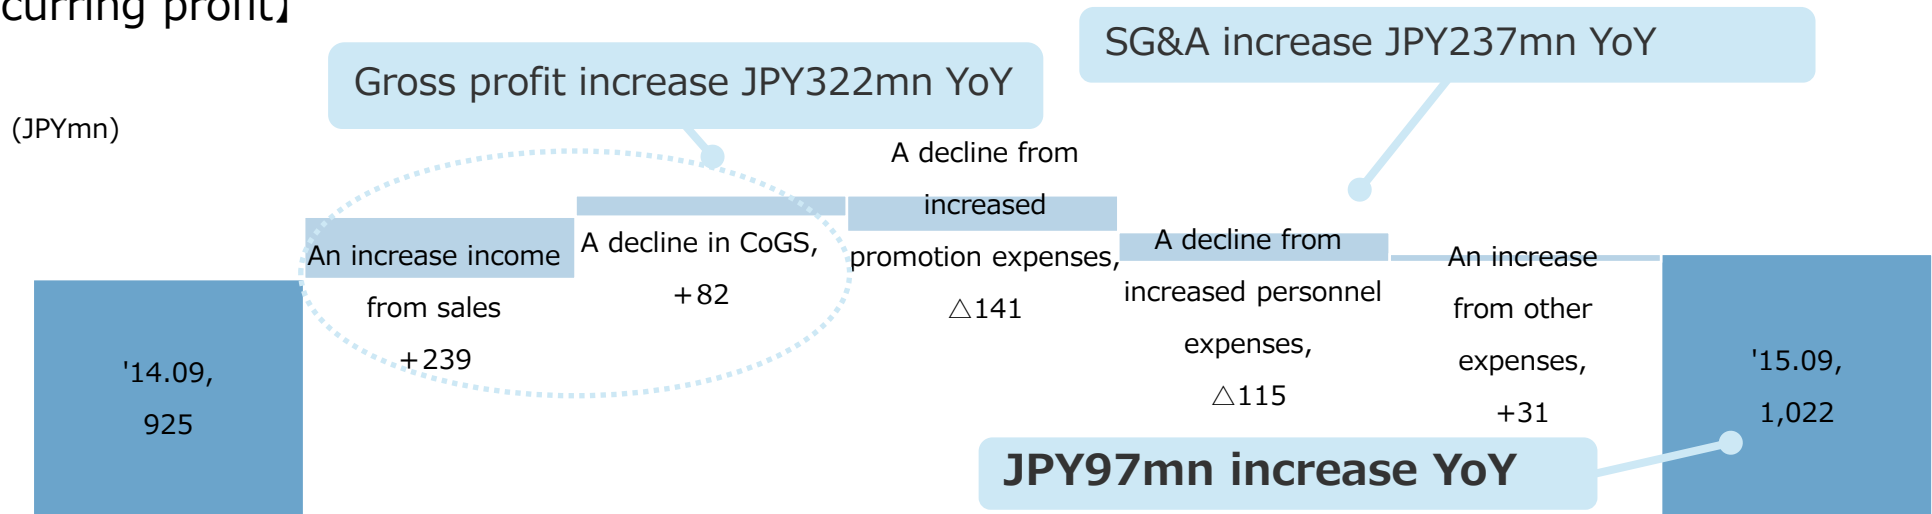 curring profit】
SG&A increase JPY237mn YoY
Gross profit increase JPY322mn YoY
(JPYmn)
'14.09,
925
An increase income
from sales
+239
A decline in CoGS,
+82
A decline from
increased
promotion expenses,
△141
A decline from
increased personnel
expenses,
△115
An increase
from other
expenses,
+31
'15.09,
1,022
JPY97mn increase YoY